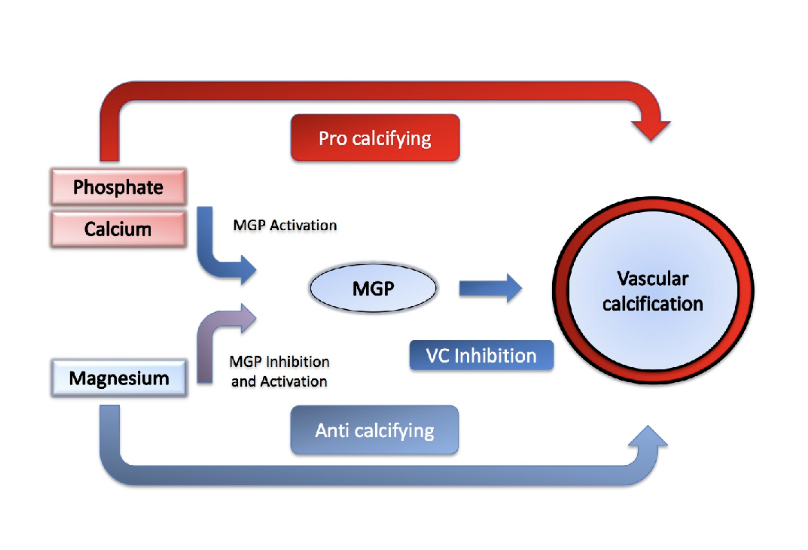 Pro calcifying
Phosphate
Calcium
MGP Activation
MGP
Vascular
calcification
VC Inhibition
MGP Inhibition
and Activation
Magnesium
Anti calcifying